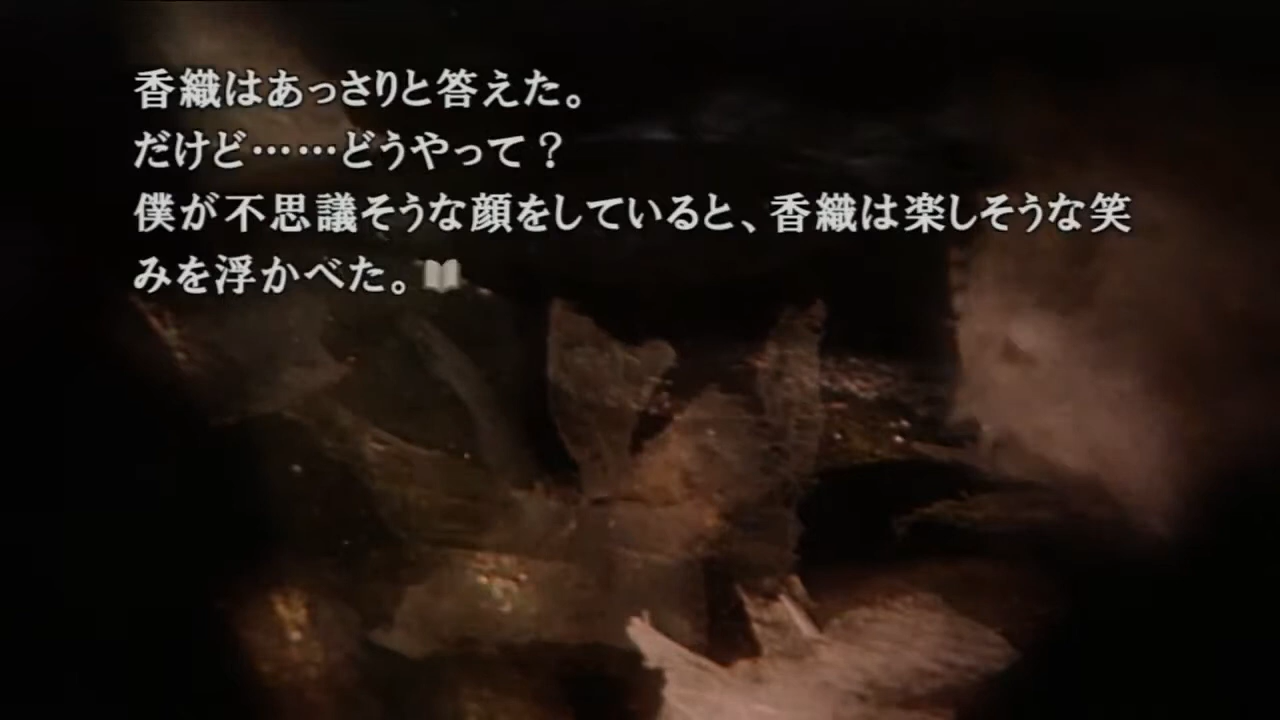 香織はあっさりと答えた。
だけど……どうやって？
僕が不思議そうな顔をしていると、香織は楽しそうな笑
みを浮かべた。